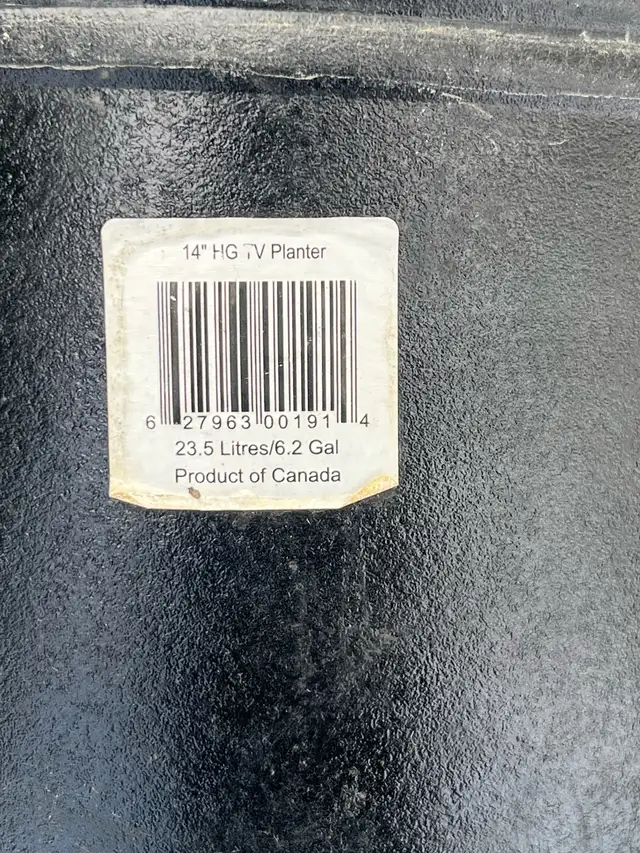 14" HG TV Planter
6 27963 00191 4
23.5 Litres/6.2 Gal
Product of Canada